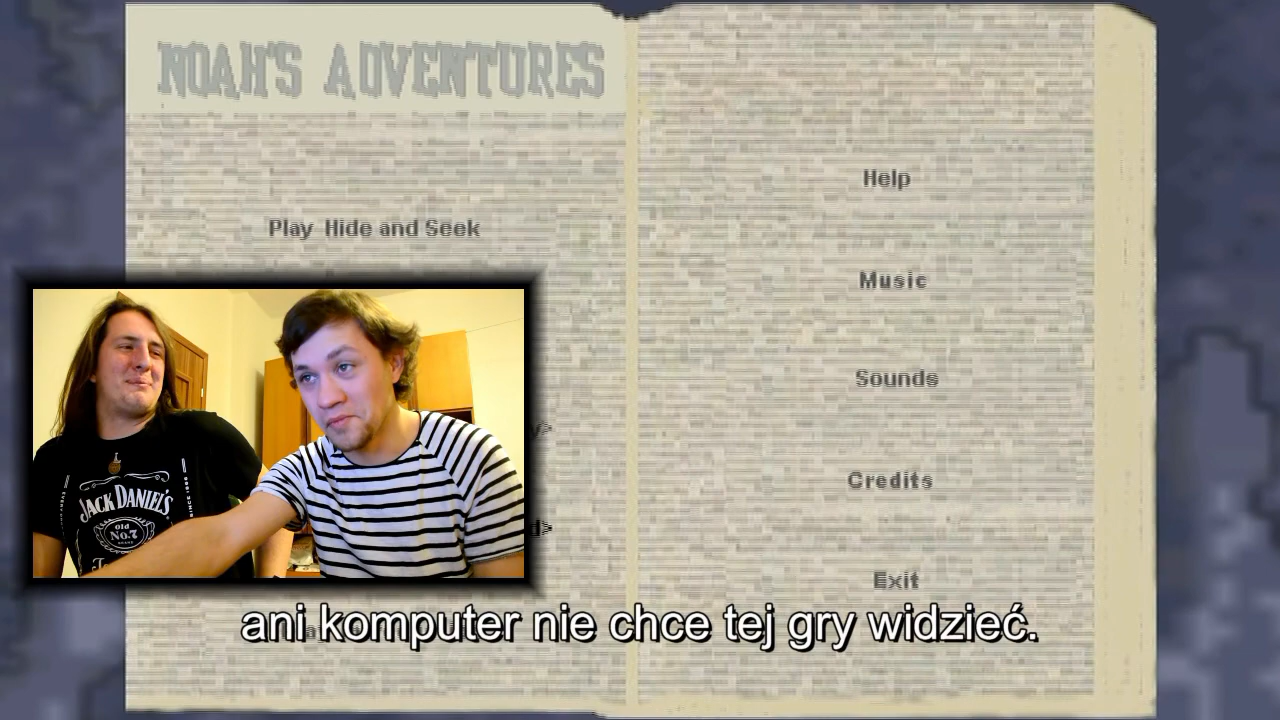 NOAH'S ADVENTURES
Play Hide and Seek
Help
Music
Sounds
Credits
Exit
JACK DANIEL'S
Old
No.7
BRAND
ani komputer nie chce tej gry widzieć.